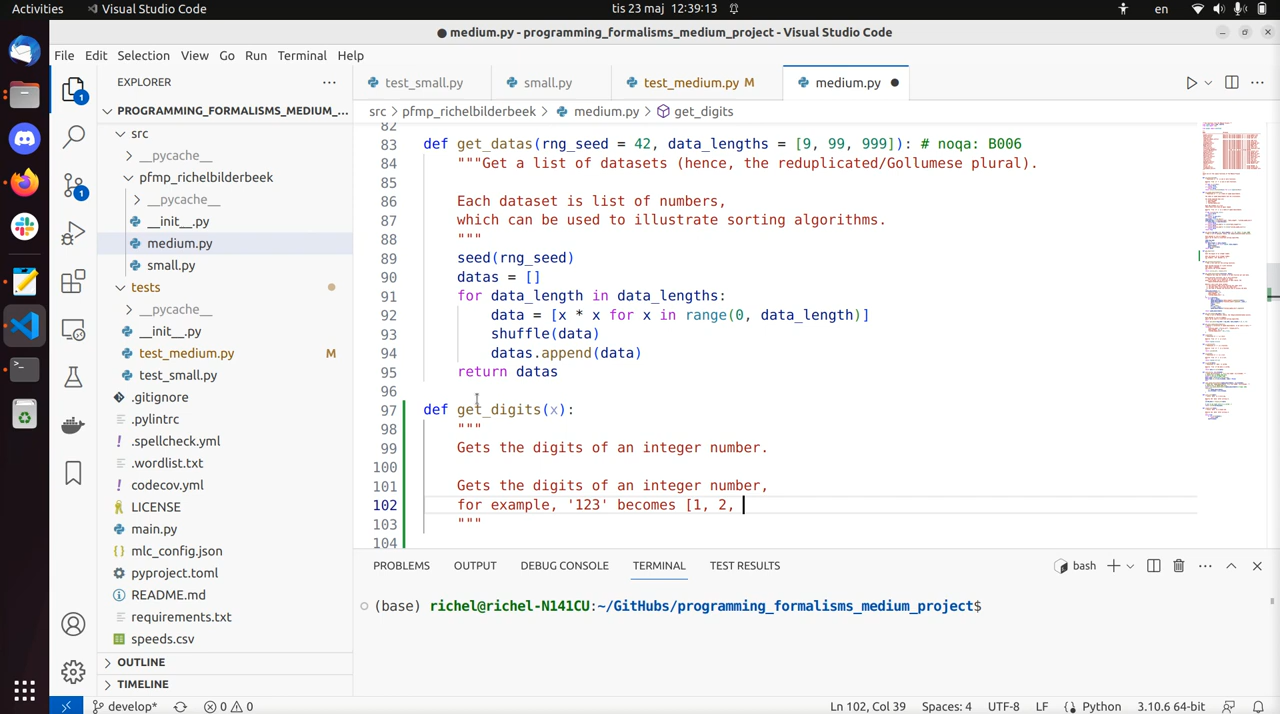 Activities Visual Studio Code tis 23 maj 12:39:13 en
● medium.py - programming_formalisms_medium_project - Visual Studio Code
File Edit Selection View Go Run Terminal Help
EXPLORER
test_small.py small.py test_medium.py M medium.py
PROGRAMMING_FORMALISMS_MEDIUM_...
src
__pycache__
pfmp_richelbilderbeek
__pycache__
__init__.py
medium.py
small.py
tests
__pycache__
__init__.py
test_medium.py M
test_small.py
.gitignore
.pylintrc
.spellcheck.yml
.wordlist.txt
codecov.yml
LICENSE
main.py
mlc_config.json
pyproject.toml
README.md
requirements.txt
speeds.csv
OUTLINE
TIMELINE
1
1
src > pfmp_richelbilderbeek > medium.py > get_digits
82
83 def get_datas(rng_seed = 42, data_lengths = [9, 99, 999]): # noqa: B006
84 """Get a list of datasets (hence, the reduplicated/Gollumese plural).
85
86 Each dataset is list of numbers,
87 which can be used to illustrate sorting algorithm.
88 """
89 seed(rng_seed)
90 datas = []
91 for data_length in data_lengths:
92 data = [x * x for x in range(0, data_length)]
93 shuffle(data)
94 datas.append(data)
95 return datas
96
97 def get_digits(x):
98 """
99 Gets the digits of an integer number.
100
101 Gets the digits of an integer number,
102 for example, '123' becomes [1, 2,
103 """
104
PROBLEMS OUTPUT DEBUG CONSOLE TERMINAL TEST RESULTS bash
(base) richel@richel-N141CU:~/GitHubs/programming_formalisms_medium_project$
develop* 0 0 Ln 102, Col 39 Spaces: 4 UTF-8 LF Python 3.10.6 64-bit